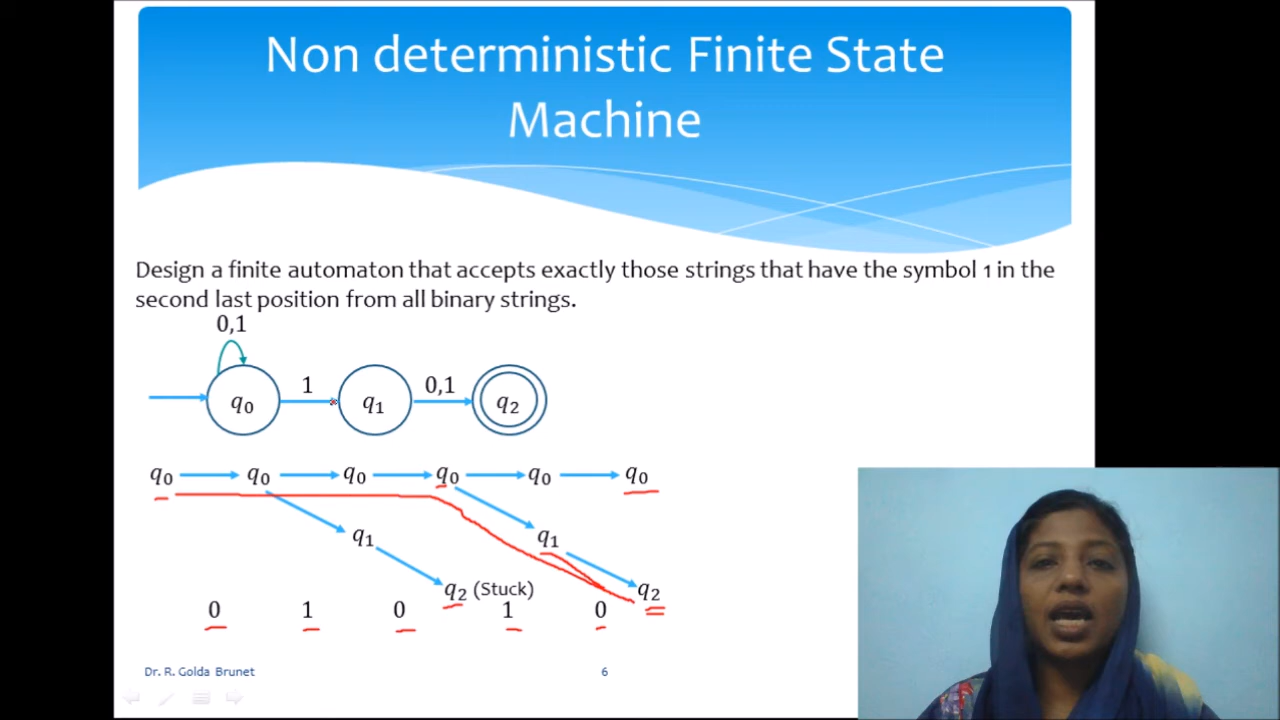 Non deterministic Finite State
Machine
Design a finite automaton that accepts exactly those strings that have the symbol 1 in the
second last position from all binary strings.
0,1
1 0,1
q0 q1 q2
q0 q0 q0 q0 q0 q0
q1 q1
q2 (Stuck) q2
0 1 0 1 0
Dr. R. Golda Brunet 6